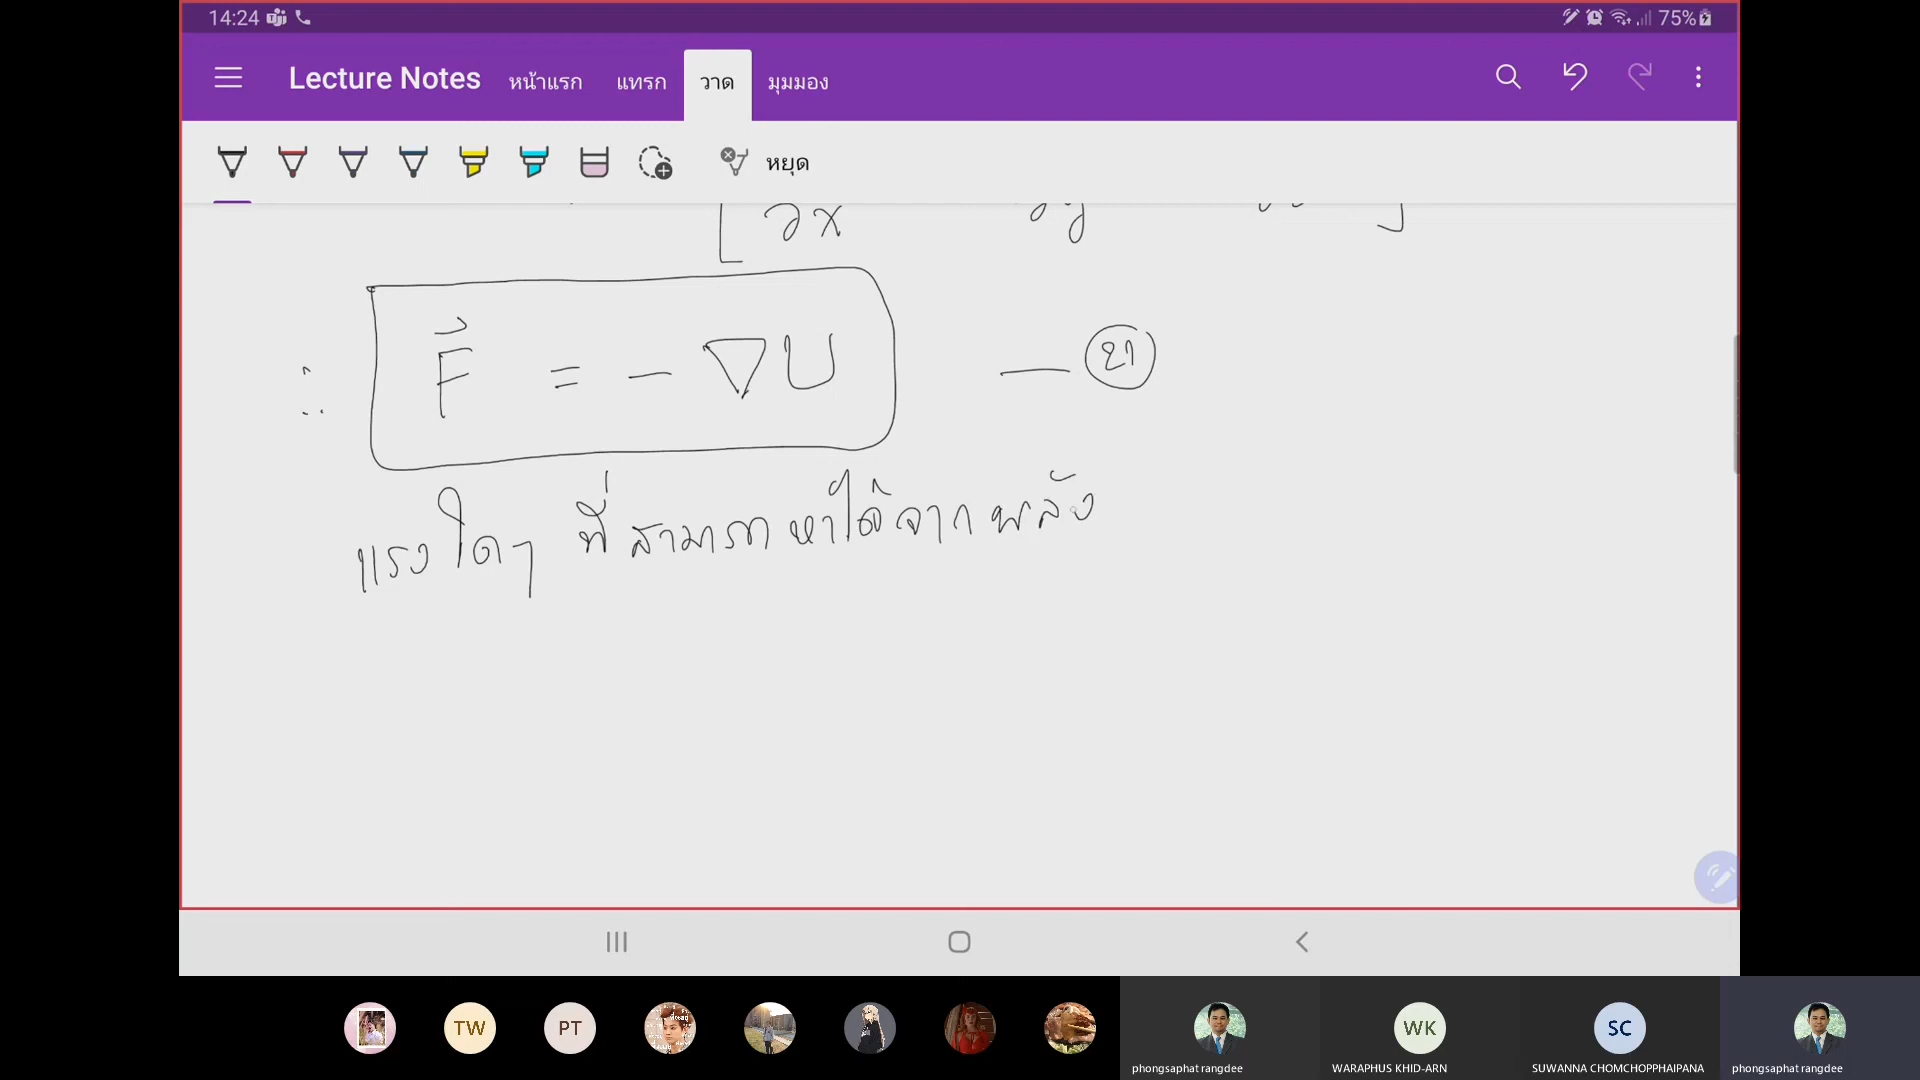 14:24 75%
Lecture Notes หน้าแรก แทรก วาด มุมมอง
หยุด
∂x
∴ F⃗ = − ∇U — 21
แรงใดๆ ที่สามารถหาได้จากพลัง
TW PT WK SC
phongsaphat rangdee WARAPHUS KHID-ARN SUWANNA CHOMCHOPPHAIPANA phongsaphat rangdee